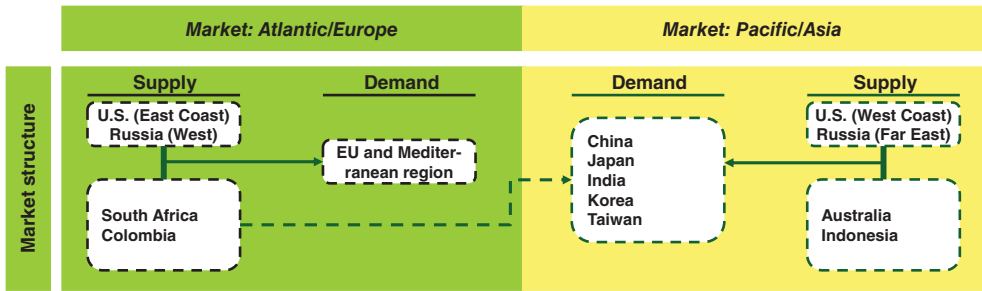 Market: Atlantic/Europe
Market: Pacific/Asia
Market structure
Supply
Demand
Demand
Supply
U.S. (East Coast)
Russia (West)
EU and Mediter-
ranean region
South Africa
Colombia
China
Japan
India
Korea
Taiwan
U.S. (West Coast)
Russia (Far East)
Australia
Indonesia